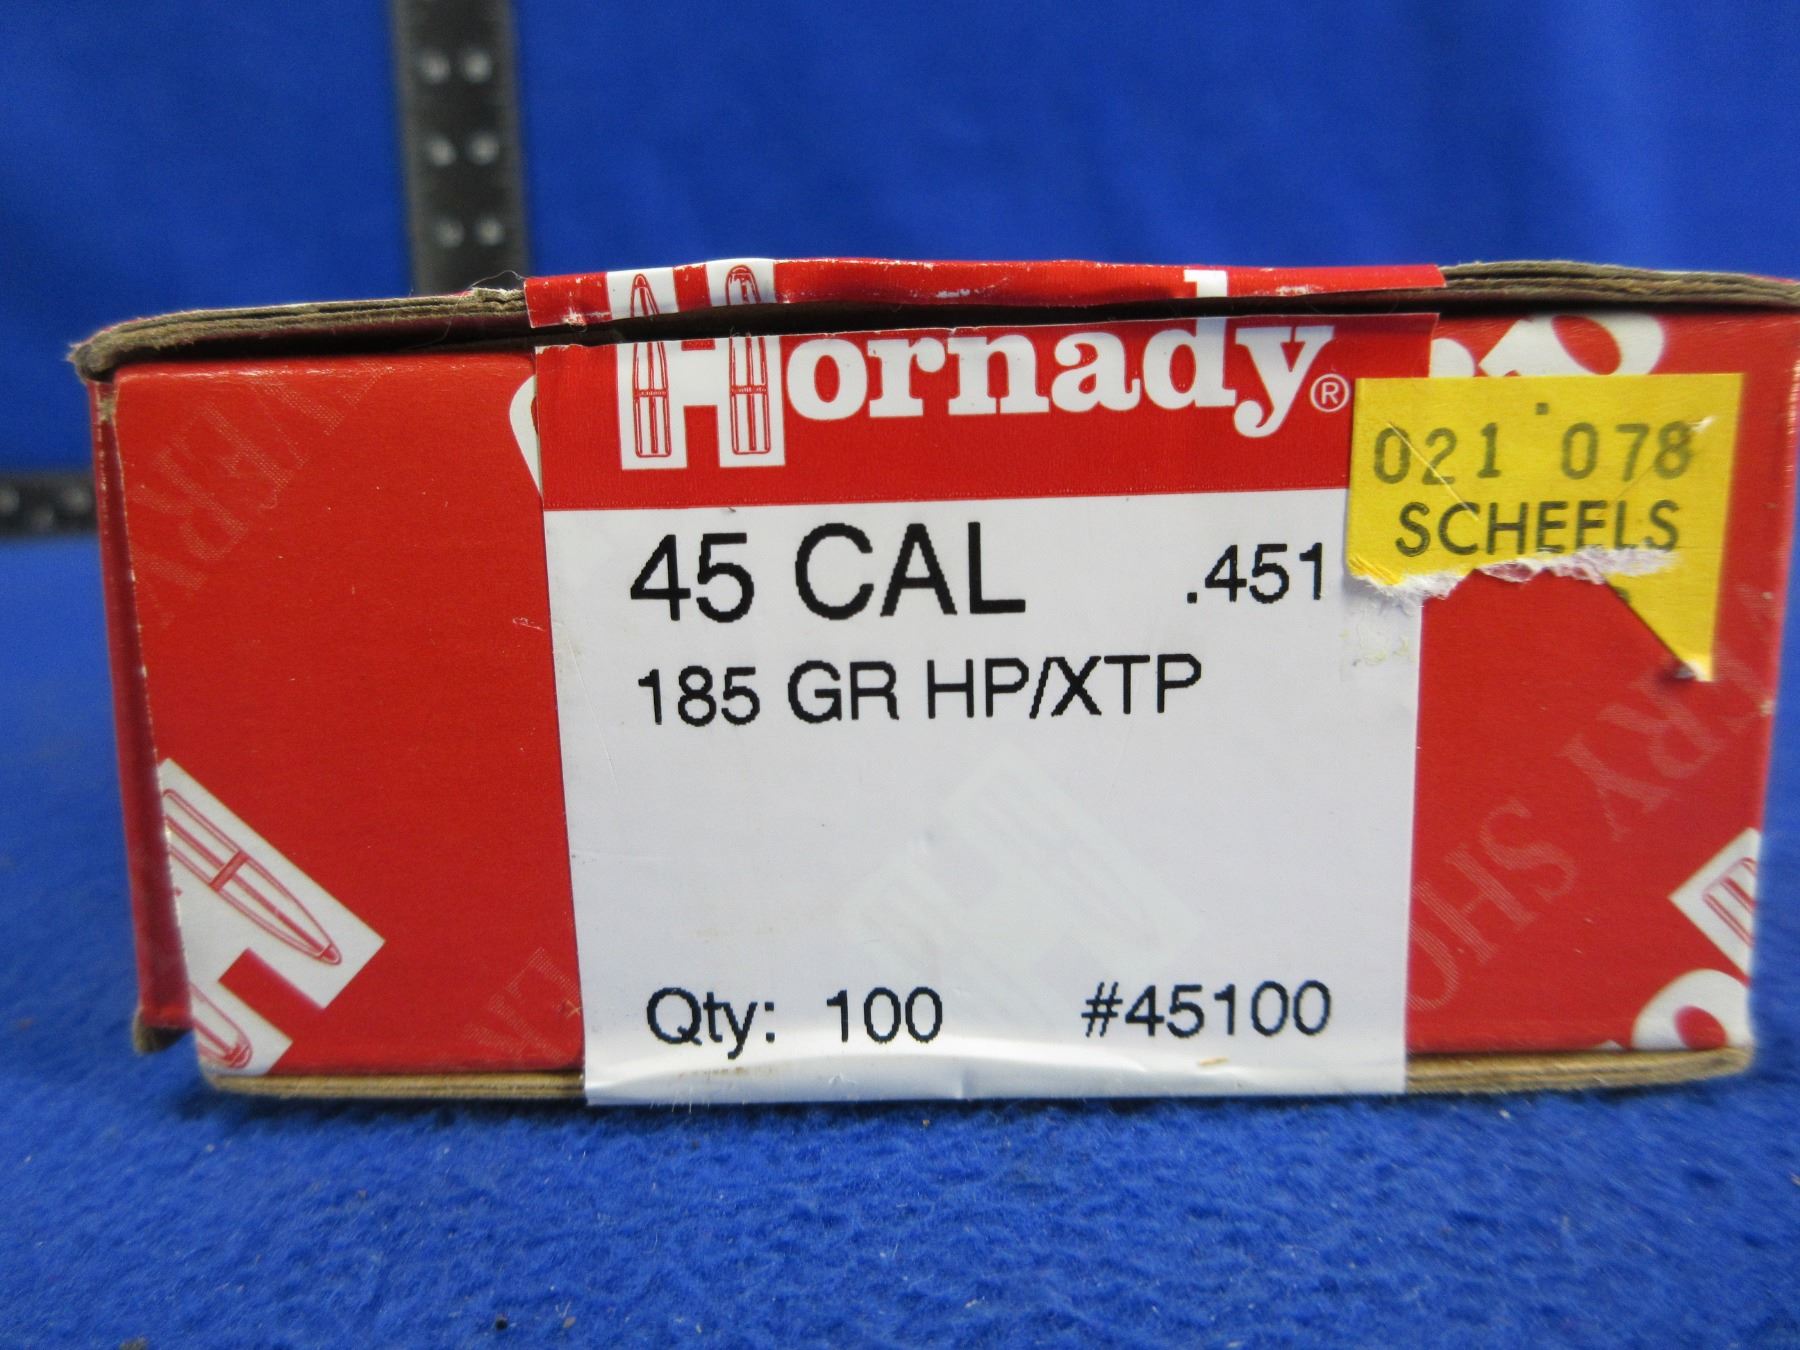 Hornady®
021 078
SCHEELS
45 CAL .451
185 GR HP/XTP
Qty: 100 #45100